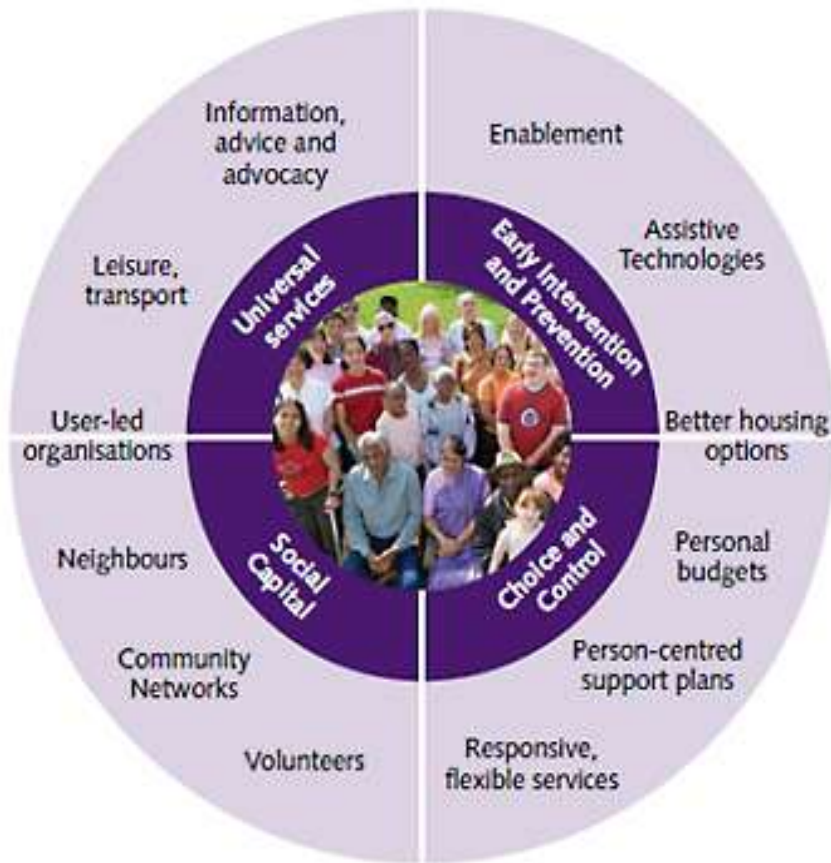 Information,
advice and
advocacy
Leisure,
transport
User-led
organisations
Universal
services
Enablement
Assistive
Technologies
Better housing
options
Early Intervention
and Prevention
Neighbours
Community
Networks
Volunteers
Social
Capital
Personal
budgets
Person-centred
support plans
Responsive,
flexible services
Choice and
Control